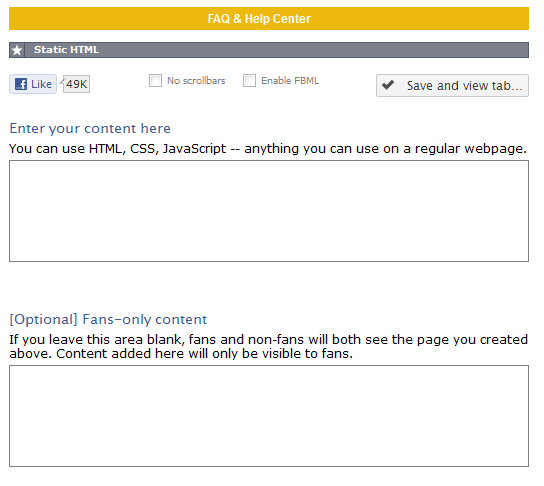 FAQ & Help Center
Static HTML
Like 49K No scrollbars Enable FBML Save and view tab...
Enter your content here
You can use HTML, CSS, JavaScript -- anything you can use on a regular webpage.
[Optional] Fans-only content
If you leave this area blank, fans and non-fans will both see the page you created
above. Content added here will only be visible to fans.